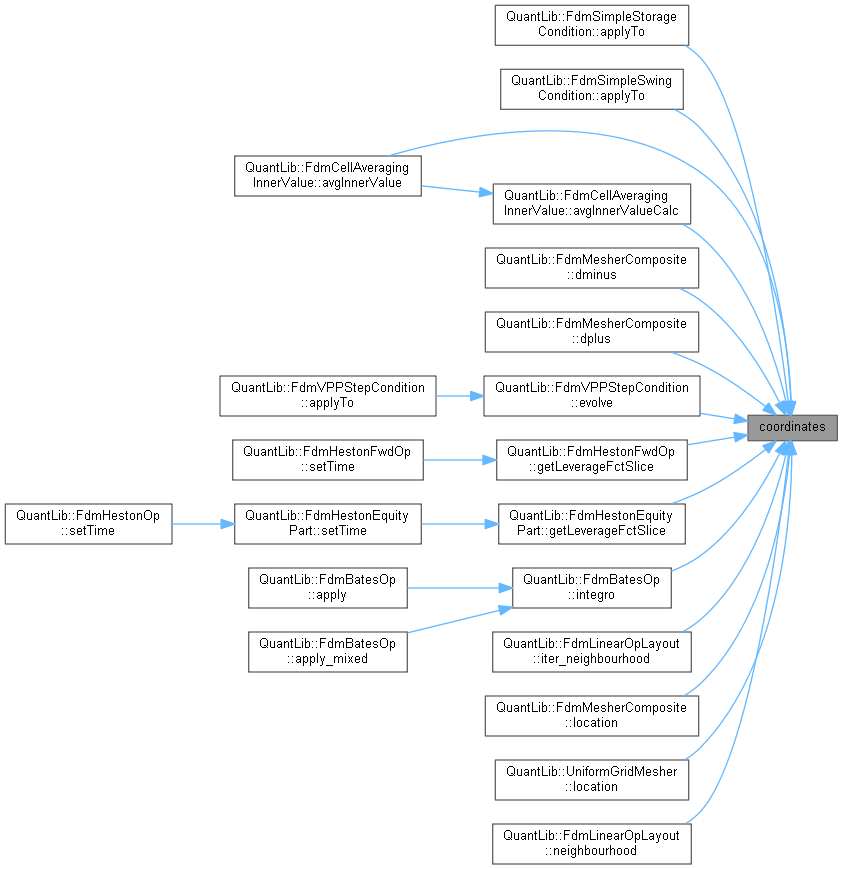 QuantLib::FdmSimpleStorage
Condition::applyTo
QuantLib::FdmSimpleSwing
Condition::applyTo
QuantLib::FdmCellAveraging
InnerValue::avgInnerValue
QuantLib::FdmCellAveraging
InnerValue::avgInnerValueCalc
QuantLib::FdmMesherComposite
::dminus
QuantLib::FdmMesherComposite
::dplus
QuantLib::FdmVPPStepCondition
::applyTo
QuantLib::FdmVPPStepCondition
::evolve
coordinates
QuantLib::FdmHestonFwdOp
::setTime
QuantLib::FdmHestonFwdOp
::getLeverageFctSlice
QuantLib::FdmHestonOp
::setTime
QuantLib::FdmHestonEquity
Part::setTime
QuantLib::FdmHestonEquity
Part::getLeverageFctSlice
QuantLib::FdmBatesOp
::apply
QuantLib::FdmBatesOp
::integro
QuantLib::FdmBatesOp
::apply_mixed
QuantLib::FdmLinearOpLayout
::iter_neighbourhood
QuantLib::FdmMesherComposite
::location
QuantLib::UniformGridMesher
::location
QuantLib::FdmLinearOpLayout
::neighbourhood